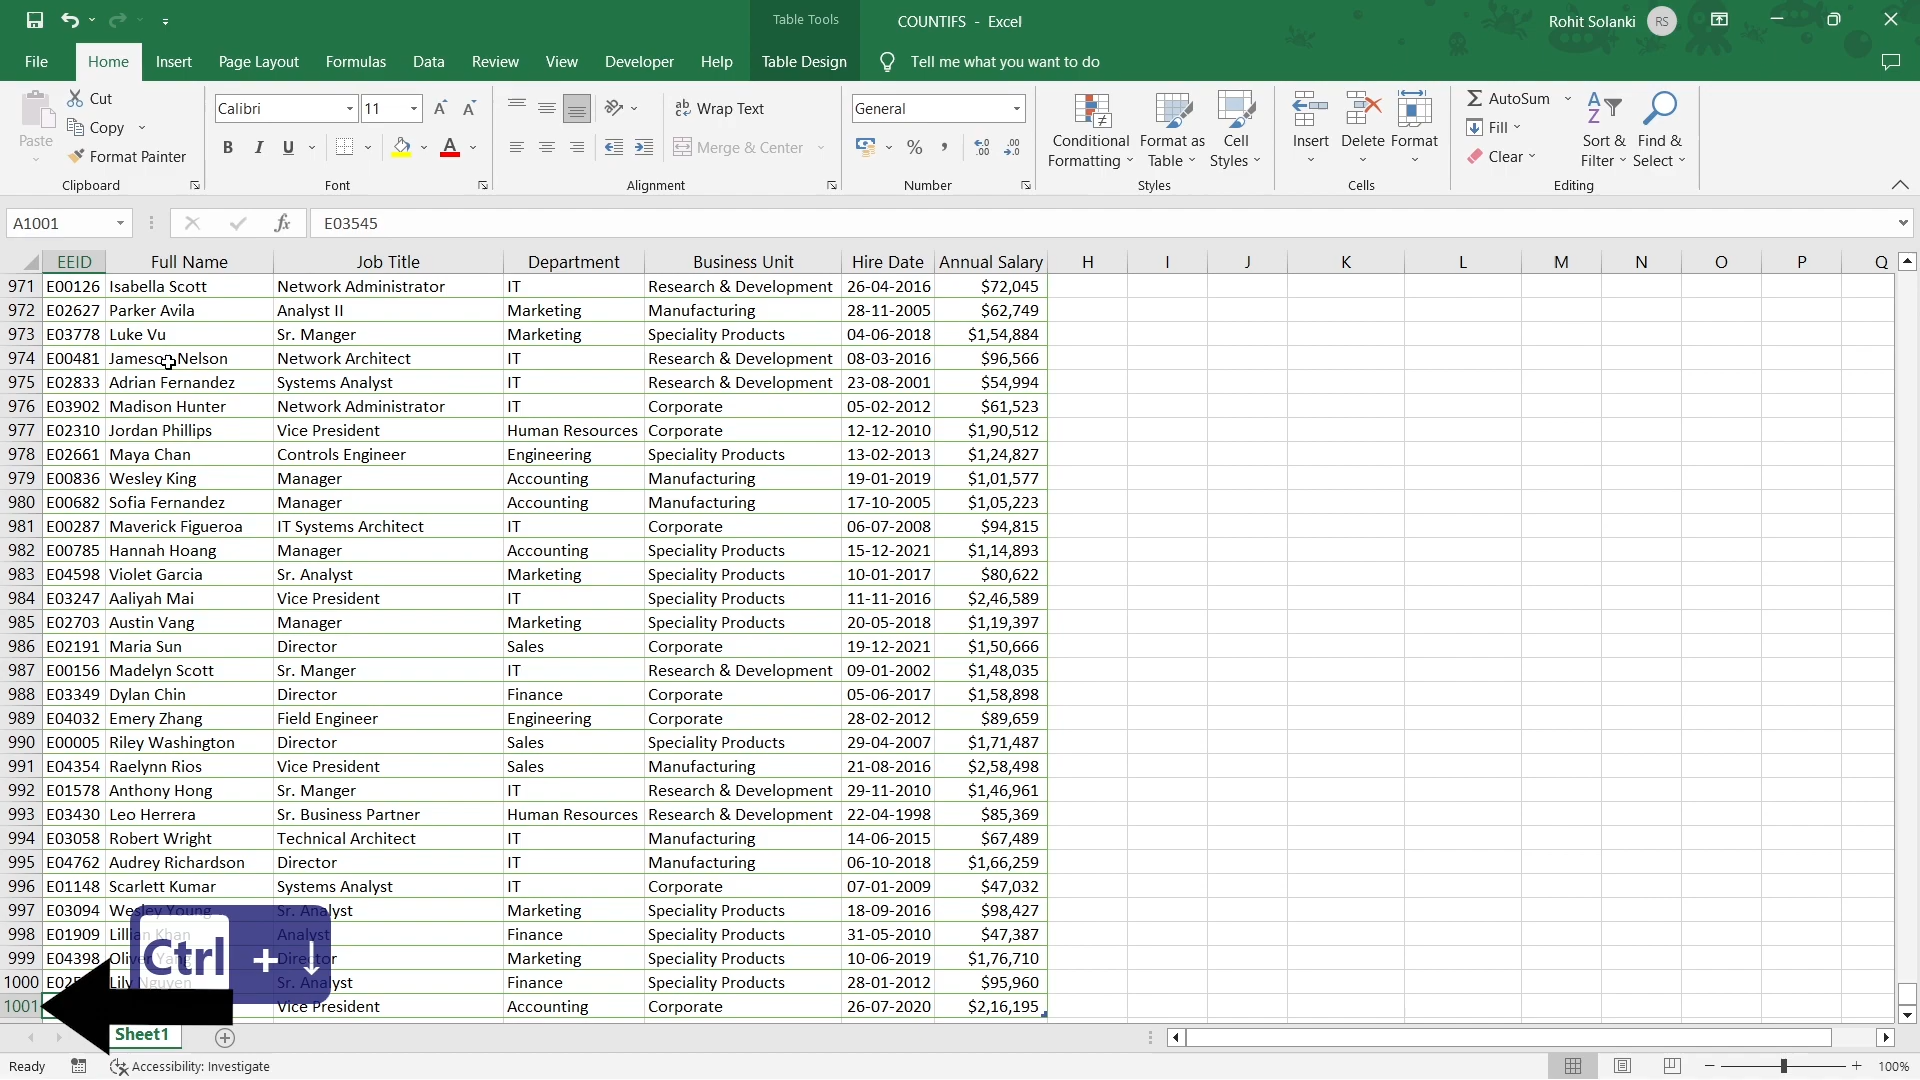 Table Tools
COUNTIFS - Excel
Rohit Solanki
RS
File
Home
Insert
Page Layout
Formulas
Data
Review
View
Developer
Help
Table Design
Tell me what you want to do
Paste
Cut
Copy
Format Painter
Clipboard
Calibri
11
B I U
Font
Wrap Text
Merge & Center
Alignment
General
Number
Conditional Formatting
Format as Table
Cell Styles
Styles
Insert
Delete
Format
Cells
AutoSum
Fill
Clear
Sort & Filter
Find & Select
Editing
A1001
fx
E03545
EEID Full Name Job Title Department Business Unit Hire Date Annual Salary H I J K L M N O P Q
971 E00126 Isabella Scott Network Administrator IT Research & Development 26-04-2016 $72,045
972 E02627 Parker Avila Analyst II Marketing Manufacturing 28-11-2005 $62,749
973 E03778 Luke Vu Sr. Manger Marketing Speciality Products 04-06-2018 $1,54,884
974 E00481 Jameson Nelson Network Architect IT Research & Development 08-03-2016 $96,566
975 E02833 Adrian Fernandez Systems Analyst IT Research & Development 23-08-2001 $54,994
976 E03902 Madison Hunter Network Administrator IT Corporate 05-02-2012 $61,523
977 E02310 Jordan Phillips Vice President Human Resources Corporate 12-12-2010 $1,90,512
978 E02661 Maya Chan Controls Engineer Engineering Speciality Products 13-02-2013 $1,24,827
979 E00836 Wesley King Manager Accounting Manufacturing 19-01-2019 $1,01,577
980 E00682 Sofia Fernandez Manager Accounting Manufacturing 17-10-2005 $1,05,223
981 E00287 Maverick Figueroa IT Systems Architect IT Corporate 06-07-2008 $94,815
982 E00785 Hannah Hoang Manager Accounting Speciality Products 15-12-2021 $1,14,893
983 E04598 Violet Garcia Sr. Analyst Marketing Speciality Products 10-01-2017 $80,622
984 E03247 Aaliyah Mai Vice President IT Speciality Products 11-11-2016 $2,46,589
985 E02703 Austin Vang Manager Marketing Speciality Products 20-05-2018 $1,19,397
986 E02191 Maria Sun Director Sales Corporate 19-12-2021 $1,50,666
987 E00156 Madelyn Scott Sr. Manger IT Research & Development 09-01-2002 $1,48,035
988 E03349 Dylan Chin Director Finance Corporate 05-06-2017 $1,58,898
989 E04032 Emery Zhang Field Engineer Engineering Corporate 28-02-2012 $89,659
990 E00005 Riley Washington Director Sales Speciality Products 29-04-2007 $1,71,487
991 E04354 Raelynn Rios Vice President Sales Manufacturing 21-08-2016 $2,58,498
992 E01578 Anthony Hong Sr. Manger IT Research & Development 29-11-2010 $1,46,961
993 E03430 Leo Herrera Sr. Business Partner Human Resources Research & Development 22-04-1998 $85,369
994 E03058 Robert Wright Technical Architect IT Manufacturing 14-06-2015 $67,489
995 E04762 Audrey Richardson Director IT Manufacturing 06-10-2018 $1,66,259
996 E01148 Scarlett Kumar Systems Analyst IT Corporate 07-01-2009 $47,032
997 E03094 Wesley Young Sr. Analyst Marketing Speciality Products 18-09-2016 $98,427
998 E01909 Lillian Khan Analyst Finance Speciality Products 31-05-2010 $47,387
999 E04398 Oliver Yang Director Marketing Speciality Products 10-06-2019 $1,76,710
1000 Lily Nguyen Sr. Analyst Finance Speciality Products 28-01-2012 $95,960
1001 Vice President Accounting Corporate 26-07-2020 $2,16,195
Ctrl + ↓
Sheet1
Ready
Accessibility: Investigate
100%